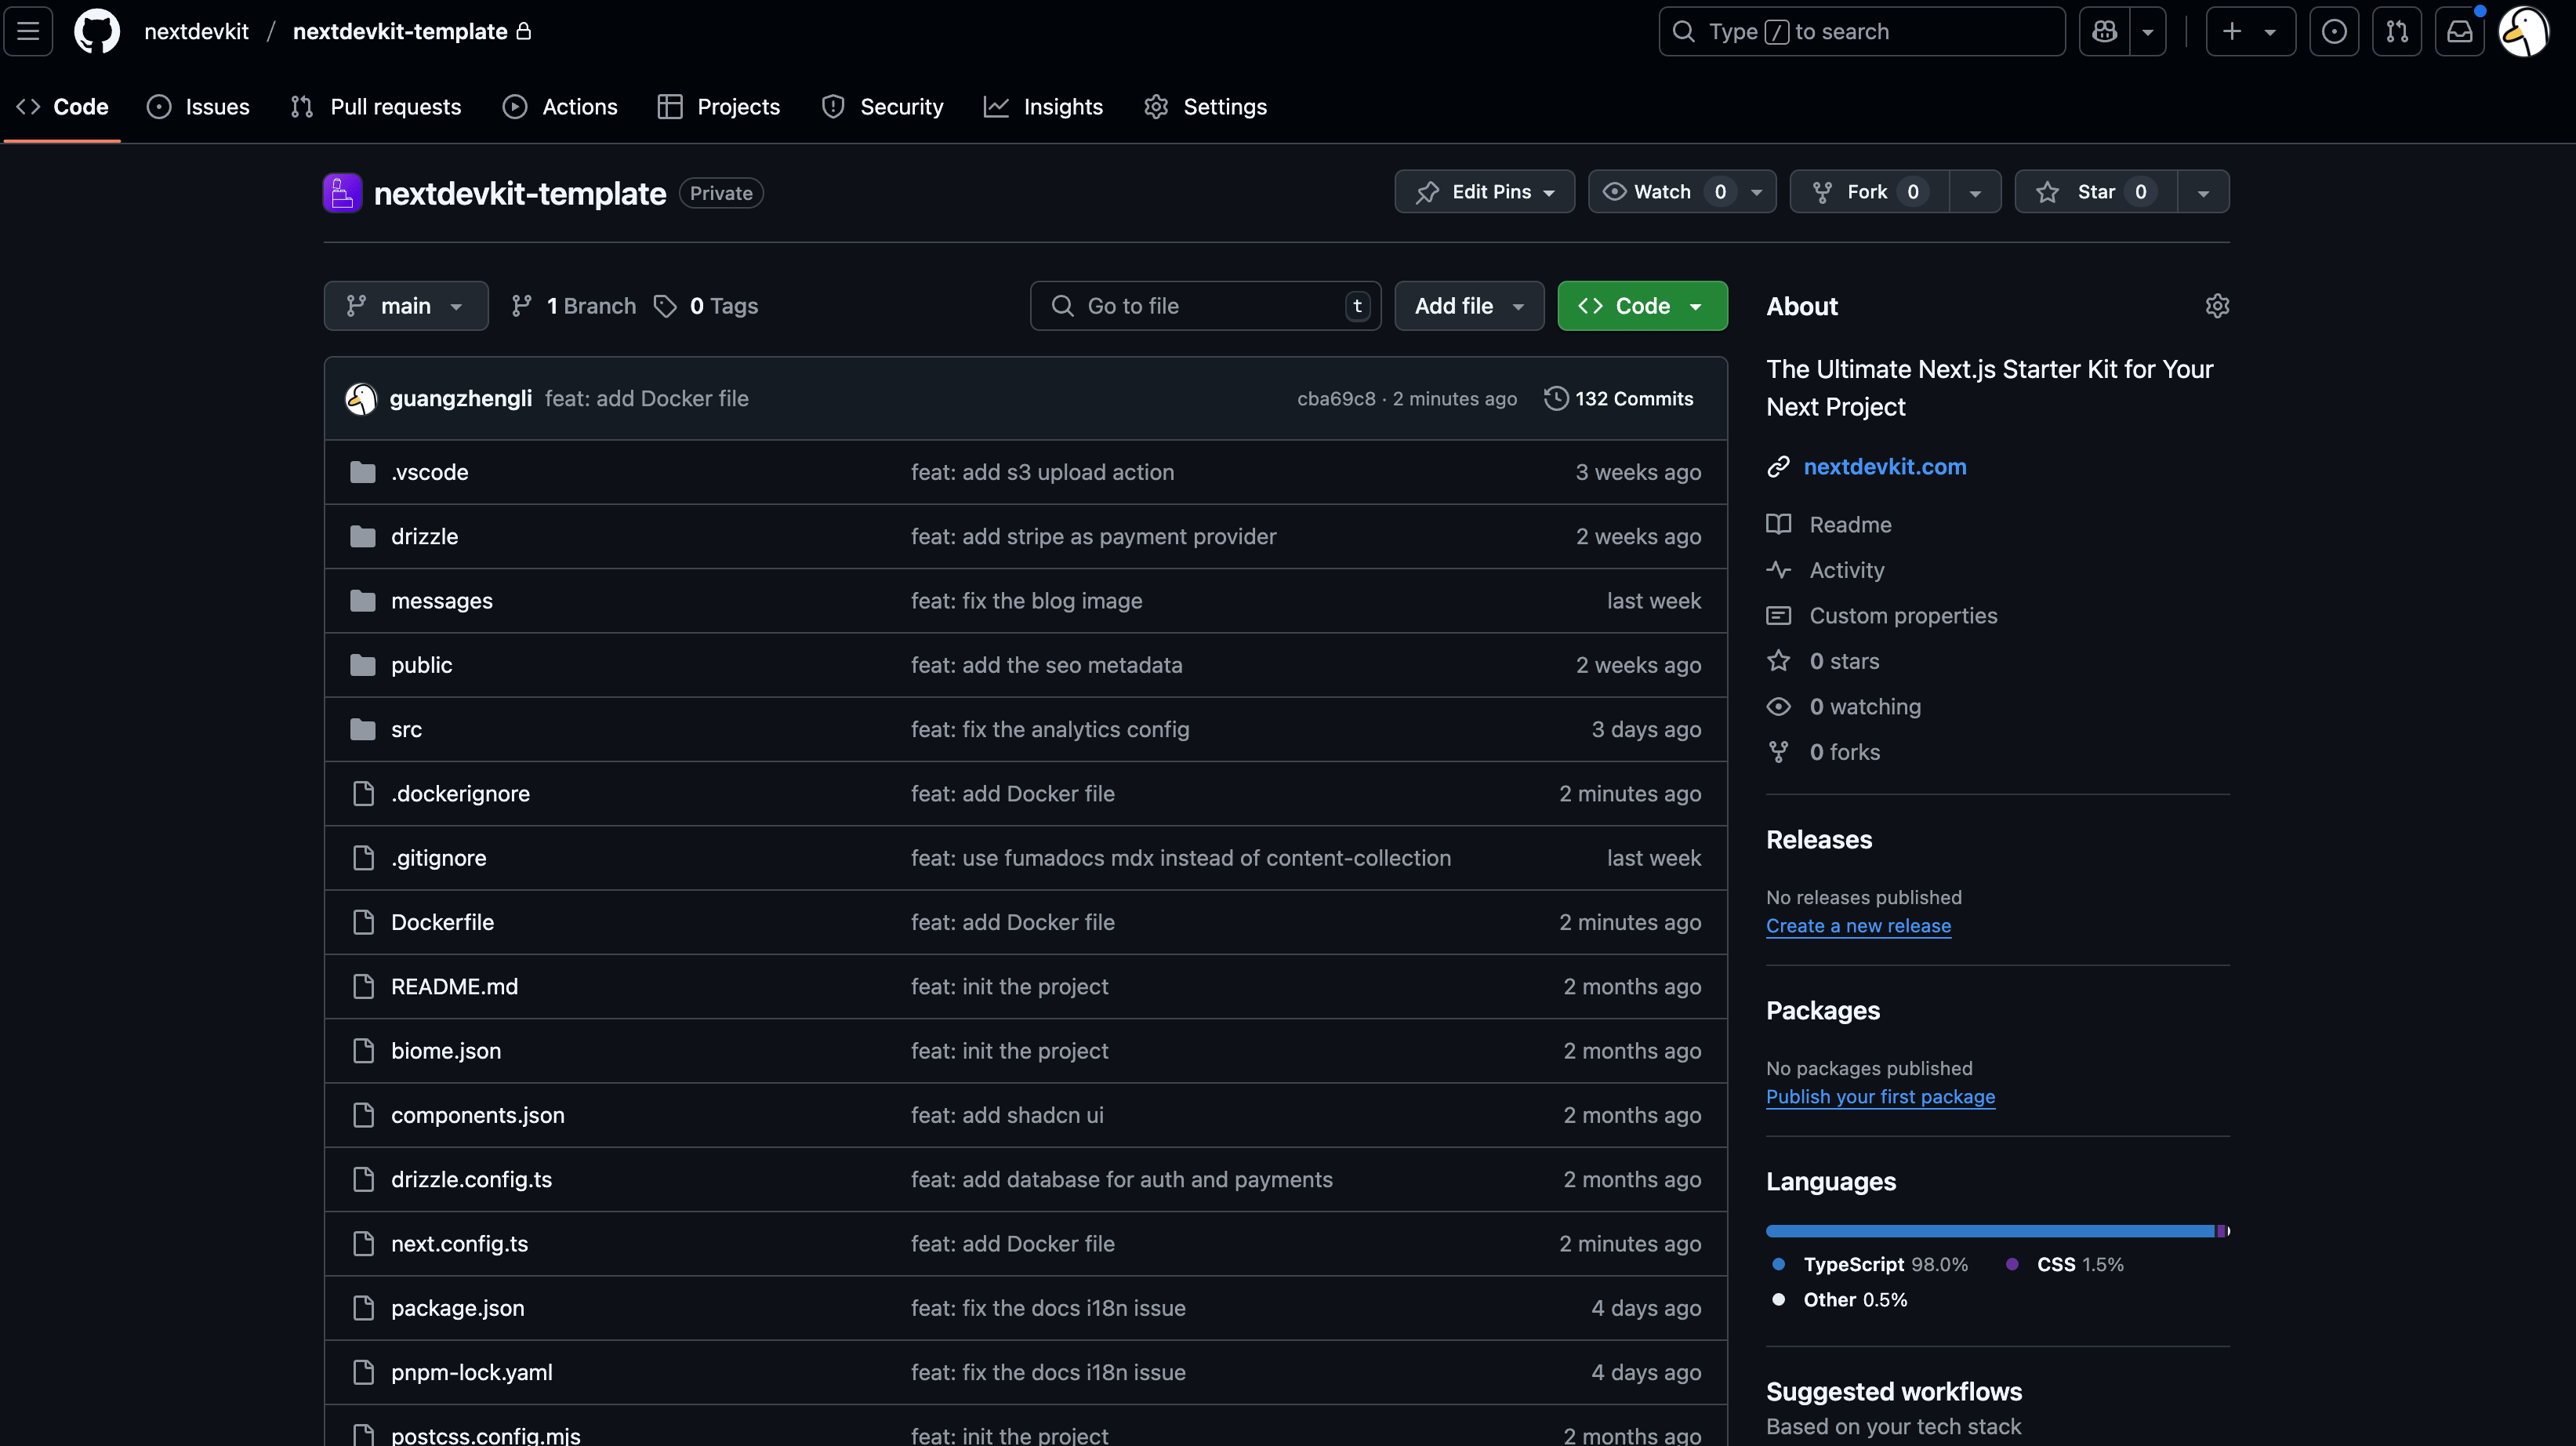 nextdevkit / nextdevkit-template
Type / to search
Code Issues Pull requests Actions Projects Security Insights Settings
nextdevkit-template Private
Edit Pins Watch 0 Fork 0 Star 0
main 1 Branch 0 Tags
Go to file t Add file Code
guangzhengli feat: add Docker file cba69c8 · 2 minutes ago 132 Commits
.vscode feat: add s3 upload action 3 weeks ago
drizzle feat: add stripe as payment provider 2 weeks ago
messages feat: fix the blog image last week
public feat: add the seo metadata 2 weeks ago
src feat: fix the analytics config 3 days ago
.dockerignore feat: add Docker file 2 minutes ago
.gitignore feat: use fumadocs mdx instead of content-collection last week
Dockerfile feat: add Docker file 2 minutes ago
README.md feat: init the project 2 months ago
biome.json feat: init the project 2 months ago
components.json feat: add shadcn ui 2 months ago
drizzle.config.ts feat: add database for auth and payments 2 months ago
next.config.ts feat: add Docker file 2 minutes ago
package.json feat: fix the docs i18n issue 4 days ago
pnpm-lock.yaml feat: fix the docs i18n issue 4 days ago
postcss.config.mjs feat: init the project 2 months ago
About
The Ultimate Next.js Starter Kit for Your
Next Project
nextdevkit.com
Readme
Activity
Custom properties
0 stars
0 watching
0 forks
Releases
No releases published
Create a new release
Packages
No packages published
Publish your first package
Languages
TypeScript 98.0% CSS 1.5%
Other 0.5%
Suggested workflows
Based on your tech stack